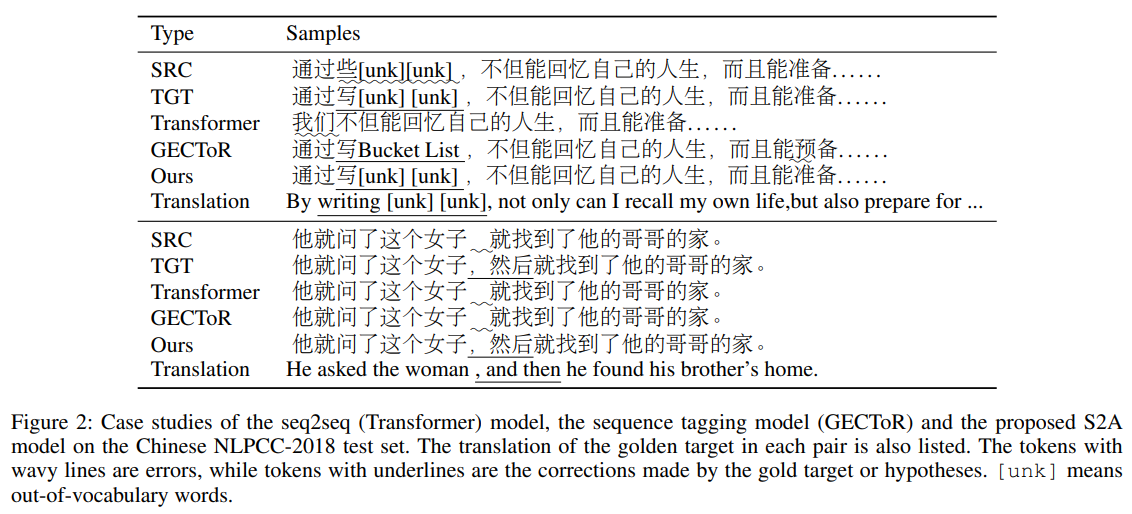 Type Samples
SRC 通过些[unk][unk] ，不但能回忆自己的人生，而且能准备……
TGT 通过写[unk] [unk] ，不但能回忆自己的人生，而且能准备……
Transformer 我们不但能回忆自己的人生，而且能准备……
GECToR 通过写Bucket List ，不但能回忆自己的人生，而且能预备……
Ours 通过写[unk] [unk] ，不但能回忆自己的人生，而且能准备……
Translation By writing [unk] [unk], not only can I recall my own life,but also prepare for ...
SRC 他就问了这个女子 就找到了他的哥哥的家。
TGT 他就问了这个女子，然后就找到了他的哥哥的家。
Transformer 他就问了这个女子 就找到了他的哥哥的家。
GECToR 他就问了这个女子 就找到了他的哥哥的家。
Ours 他就问了这个女子，然后就找到了他的哥哥的家。
Translation He asked the woman , and then he found his brother's home.
Figure 2: Case studies of the seq2seq (Transformer) model, the sequence tagging model (GECToR) and the proposed S2A
model on the Chinese NLPCC-2018 test set. The translation of the golden target in each pair is also listed. The tokens with
wavy lines are errors, while tokens with underlines are the corrections made by the gold target or hypotheses. [unk] means
out-of-vocabulary words.